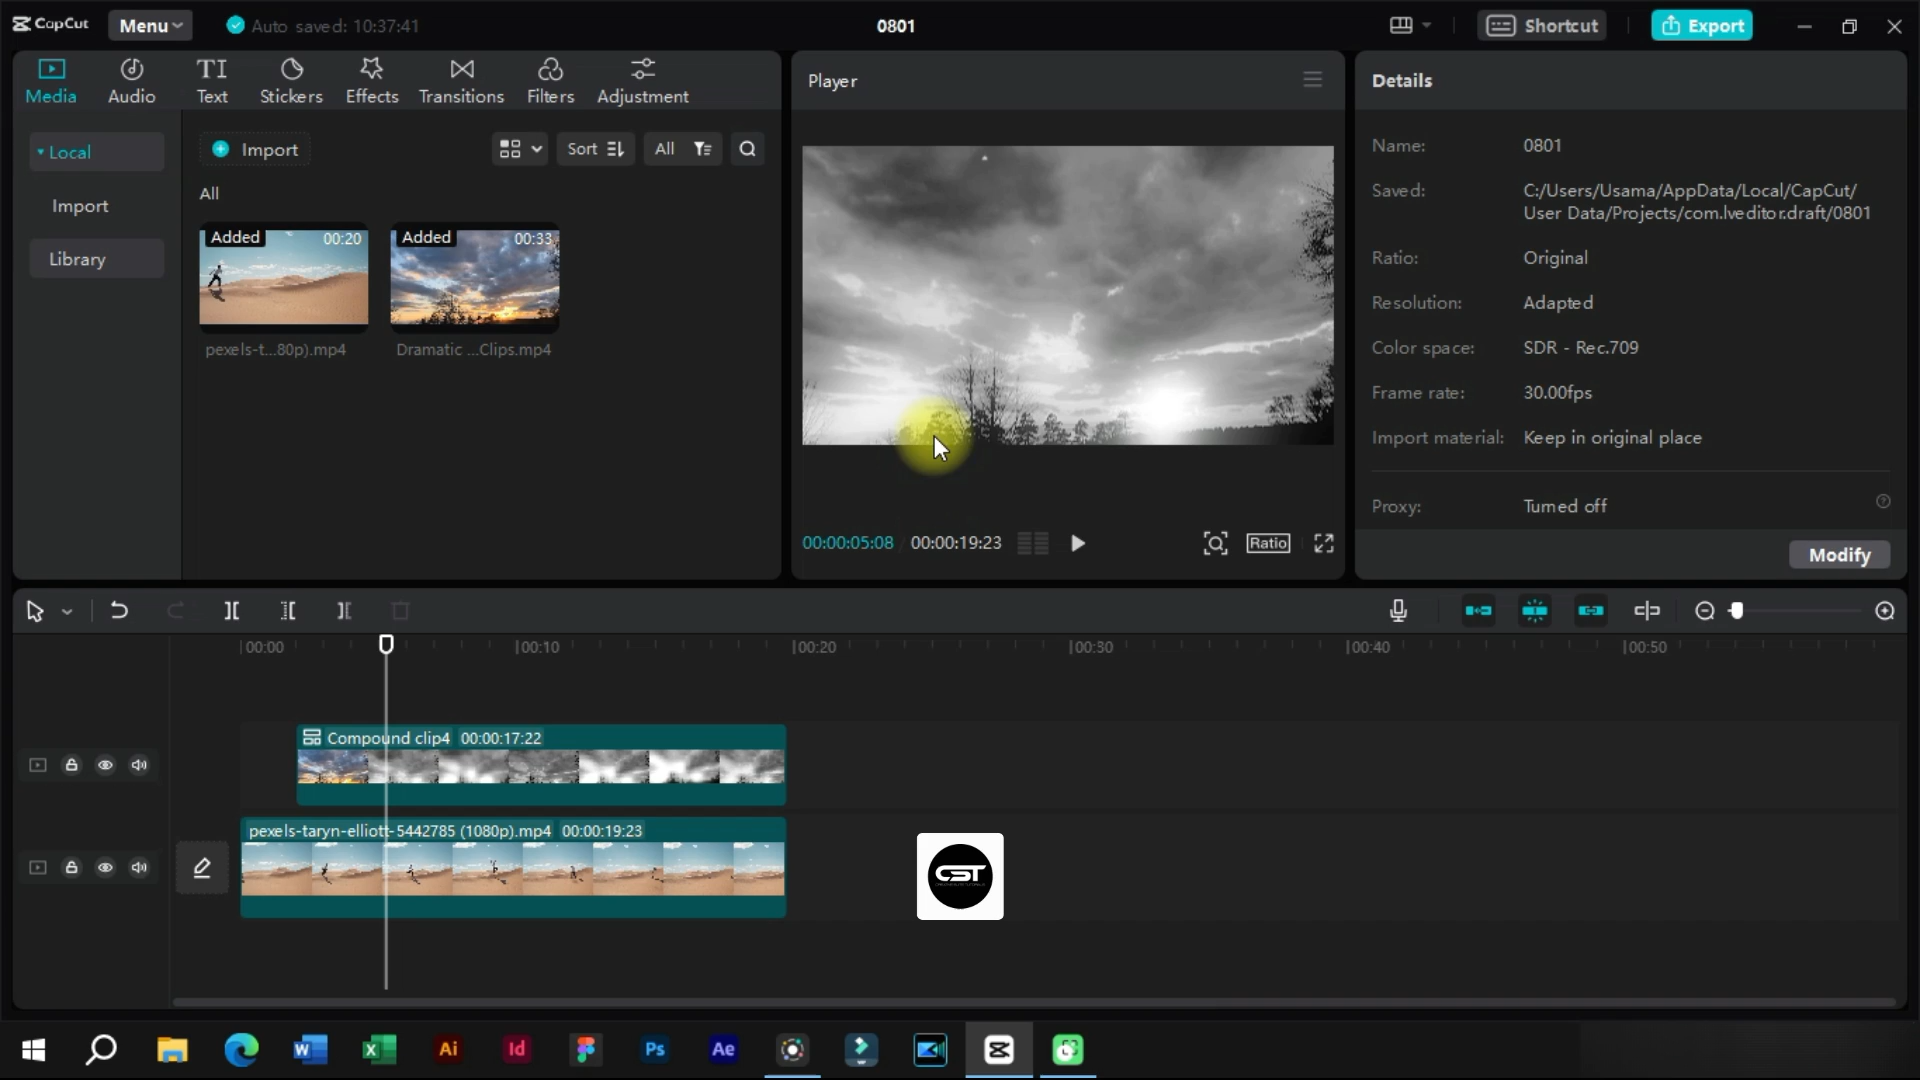 CapCut
Menu
Auto saved: 10:37:41
0801
Shortcut
Export
Media
Audio
TI
Text
Stickers
Effects
Transitions
Filters
Adjustment
Local
Import
Library
Import
Sort
All
All
Added
00:20
Added
00:33
pexels-t...80p).mp4
Dramatic ...Clips.mp4
Player
00:00:05:08 / 00:00:19:23
Ratio
Details
Name: 0801
Saved: C:/Users/Usama/AppData/Local/CapCut/
User Data/Projects/com.lveditor.draft/0801
Ratio: Original
Resolution: Adapted
Color space: SDR - Rec.709
Frame rate: 30.00fps
Import material: Keep in original place
Proxy: Turned off
Modify
00:00
00:10
00:20
00:30
00:40
00:50
Compound clip4 00:00:17:22
pexels-taryn-elliott-5442785 (1080p).mp4 00:00:19:23
CST
W
X
Ai
Id
Ps
Ae